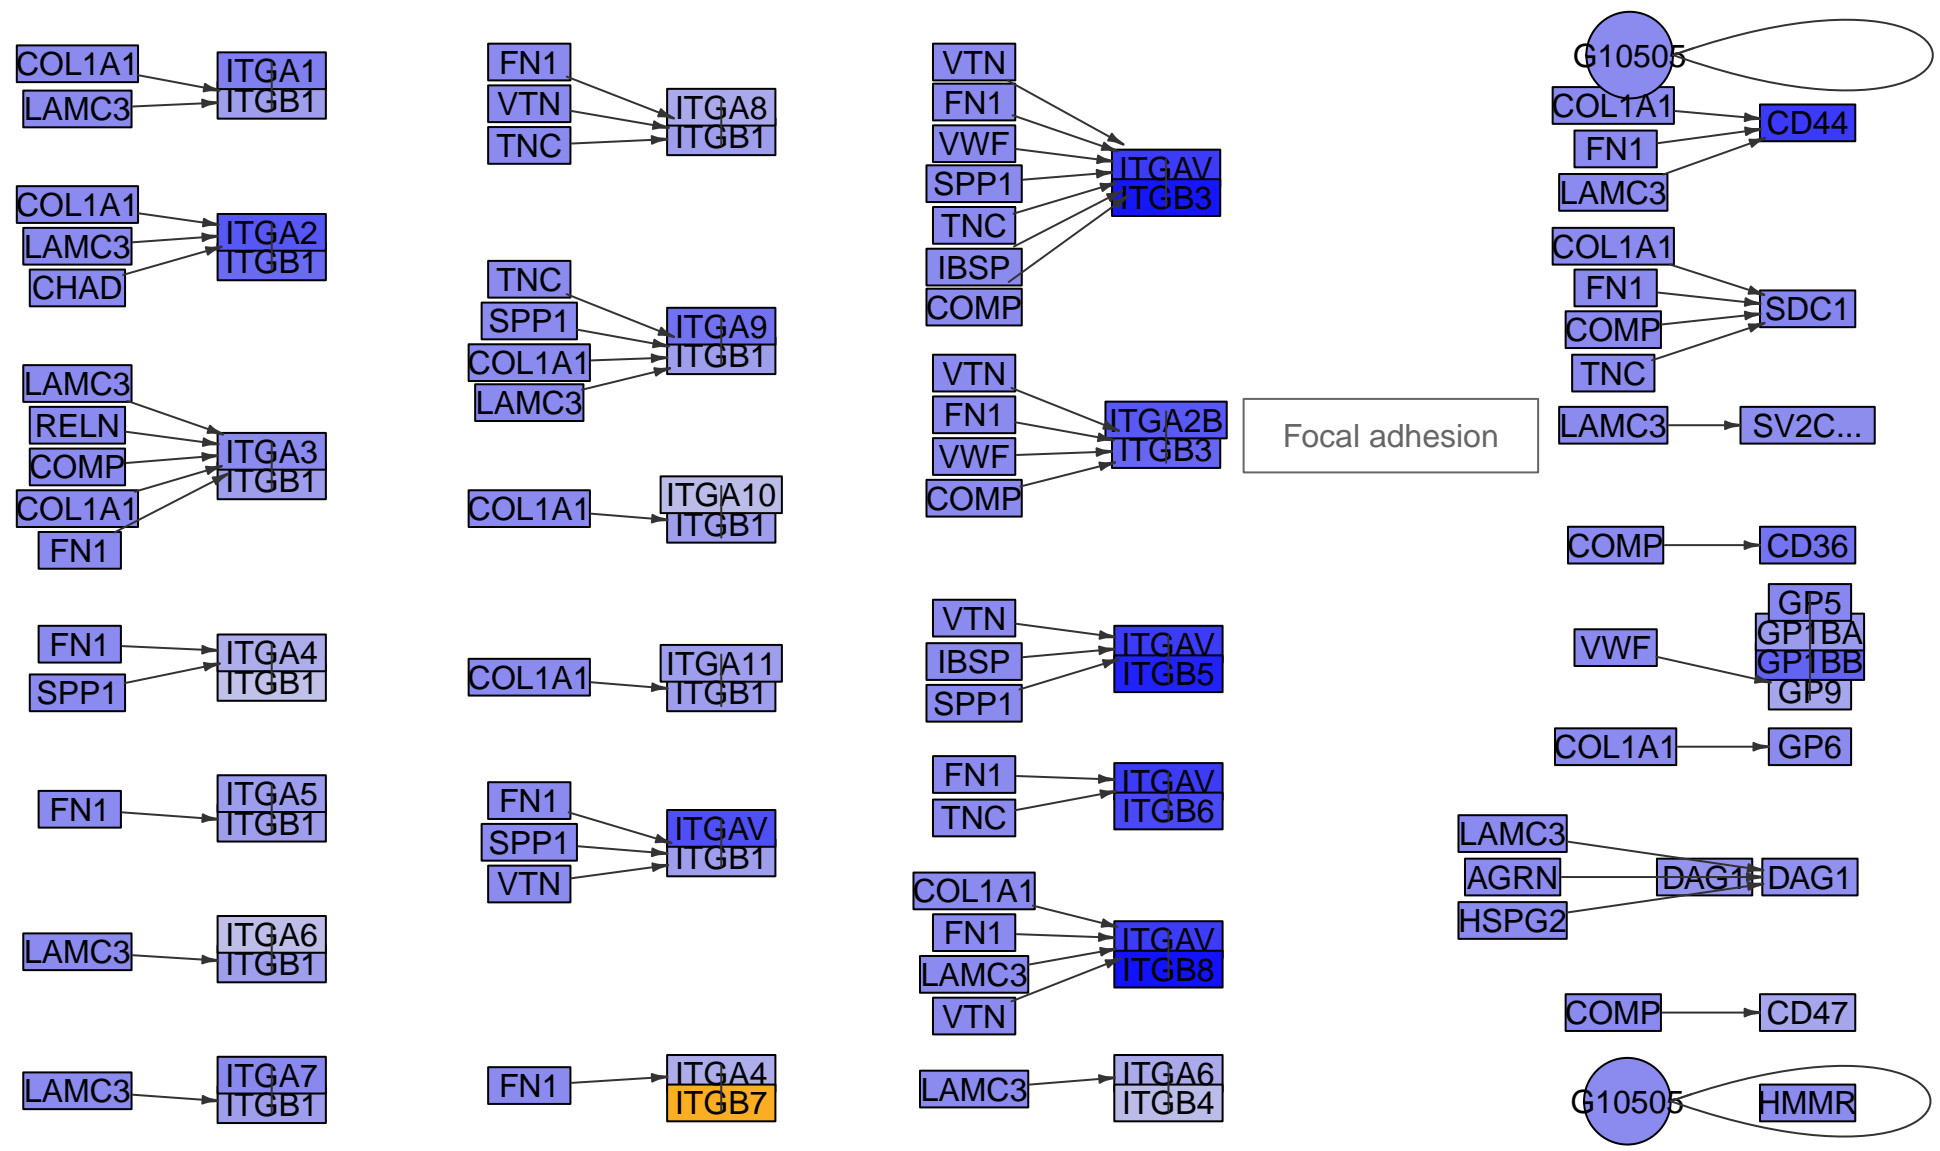 COL1A1
LAMC3
ITGA1
ITGB1
COL1A1
LAMC3
CHAD
ITGA2
ITGB1
LAMC3
RELN
COMP
COL1A1
FN1
ITGA3
ITGB1
FN1
SPP1
ITGA4
ITGB1
FN1
ITGA5
ITGB1
LAMC3
ITGA6
ITGB1
LAMC3
ITGA7
ITGB1
FN1
VTN
TNC
ITGA8
ITGB1
TNC
SPP1
COL1A1
LAMC3
ITGA9
ITGB1
COL1A1
ITGA10
ITGB1
COL1A1
ITGA11
ITGB1
FN1
SPP1
VTN
ITGAV
ITGB1
FN1
ITGA4
ITGB7
VTN
FN1
VWF
SPP1
TNC
IBSP
COMP
ITGAV
ITGB3
VTN
FN1
VWF
COMP
ITGA2B
ITGB3
Focal adhesion
VTN
IBSP
SPP1
ITGAV
ITGB5
FN1
TNC
ITGAV
ITGB6
COL1A1
FN1
LAMC3
VTN
ITGAV
ITGB8
LAMC3
ITGA6
ITGB4
G10505
COL1A1
FN1
LAMC3
CD44
COL1A1
FN1
COMP
TNC
SDC1
LAMC3
SV2C...
COMP
CD36
VWF
GP5
GP1BA
GP1BB
GP9
COL1A1
GP6
LAMC3
AGRN
HSPG2
DAG1
DAG1
COMP
CD47
G10505
HMMR